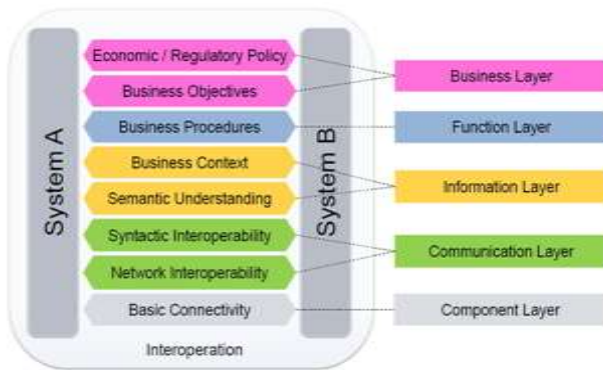 System A
Economic / Regulatory Policy
Business Objectives
Business Procedures
Business Context
Semantic Understanding
Syntactic Interoperability
Network Interoperability
Basic Connectivity
System B
Interoperation
Business Layer
Function Layer
Information Layer
Communication Layer
Component Layer